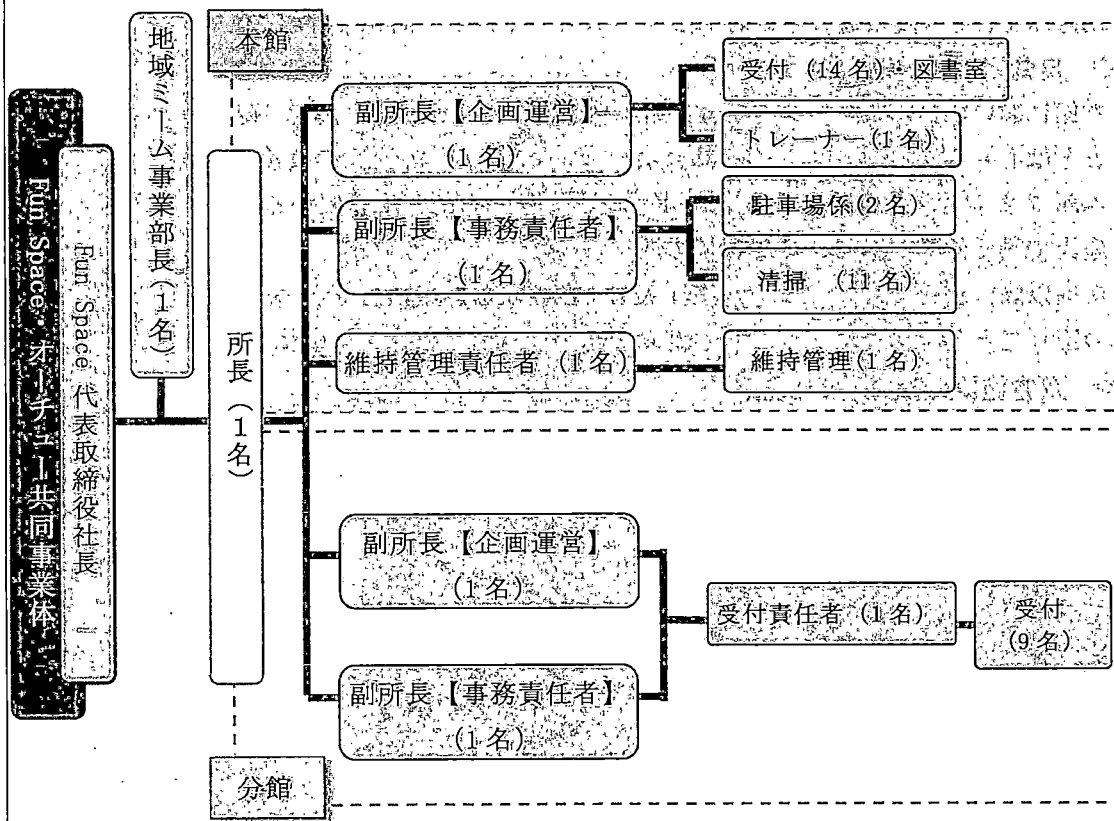 Fun Space・オーチュー共同事業体
Fun Space 代表取締役社長
地域ミーム事業部長（1名）
所長（1名）
本館
副所長【企画運営】
（1名）
受付（14名）・図書室
トレーナー（1名）
副所長【事務責任者】
（1名）
駐車場係（2名）
清掃（11名）
維持管理責任者（1名）
維持管理（1名）
副所長【企画運営】
（1名）
副所長【事務責任者】
（1名）
受付責任者（1名）
受付
（9名）
分館